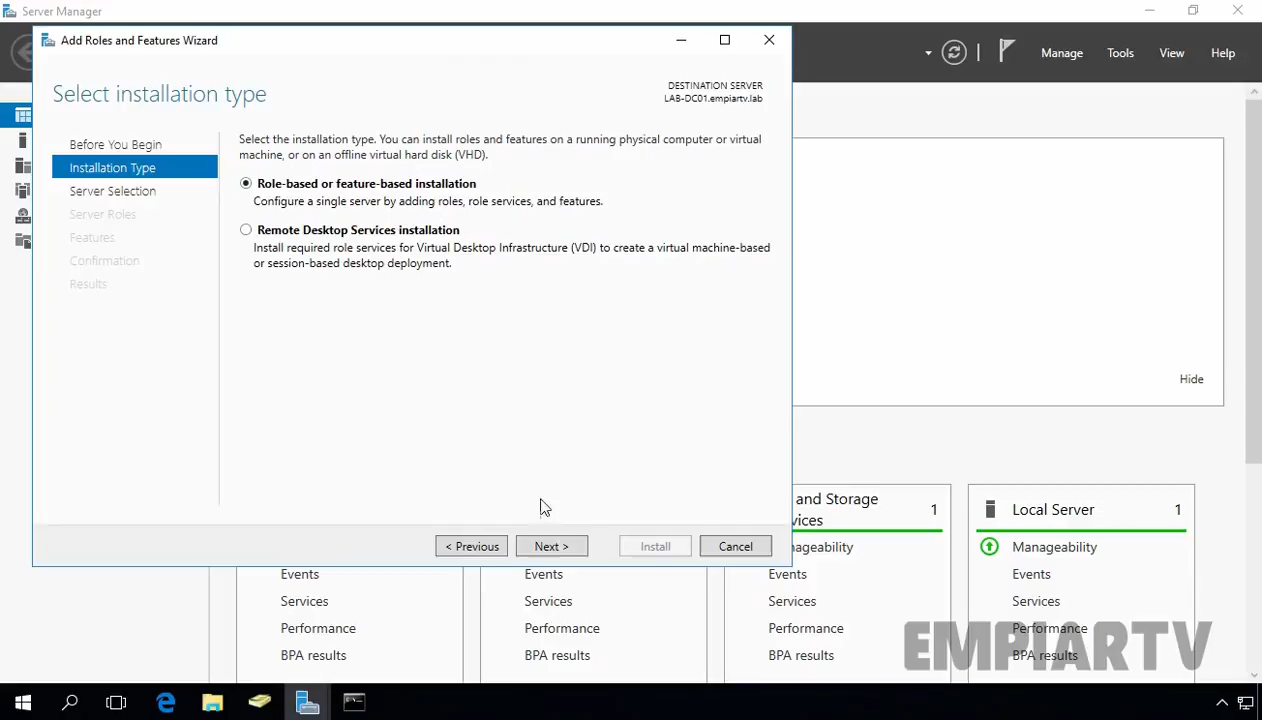 Server Manager
Add Roles and Features Wizard
Manage
Tools
View
Help
Select installation type
DESTINATION SERVER
LAB-DC01.empiartv.lab
Before You Begin
Installation Type
Server Selection
Server Roles
Features
Confirmation
Results
Select the installation type. You can install roles and features on a running physical computer or virtual
machine, or on an offline virtual hard disk (VHD).
Role-based or feature-based installation
Configure a single server by adding roles, role services, and features.
Remote Desktop Services installation
Install required role services for Virtual Desktop Infrastructure (VDI) to create a virtual machine-based
or session-based desktop deployment.
< Previous
Next >
Install
Cancel
Hide
and Storage 1
Local Server 1
Manageability
Events
Services
Performance
BPA results
Events
Services
Performance
BPA results
Events
Services
Performance
BPA results
Events
Services
Performance
BPA results
EMPIARTV